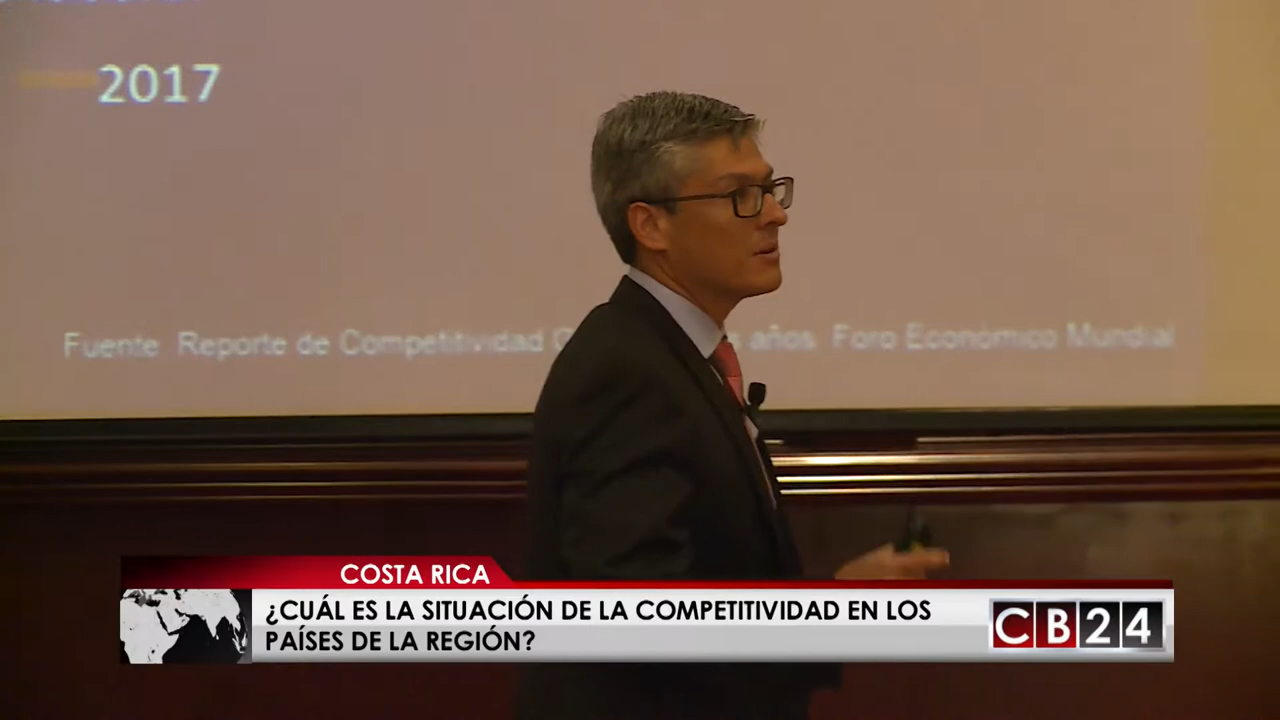 2017
Fuente Reporte de Competitividad años Foro Económico Mundial
COSTA RICA
¿CUÁL ES LA SITUACIÓN DE LA COMPETITIVIDAD EN LOS
PAÍSES DE LA REGIÓN?
CB24